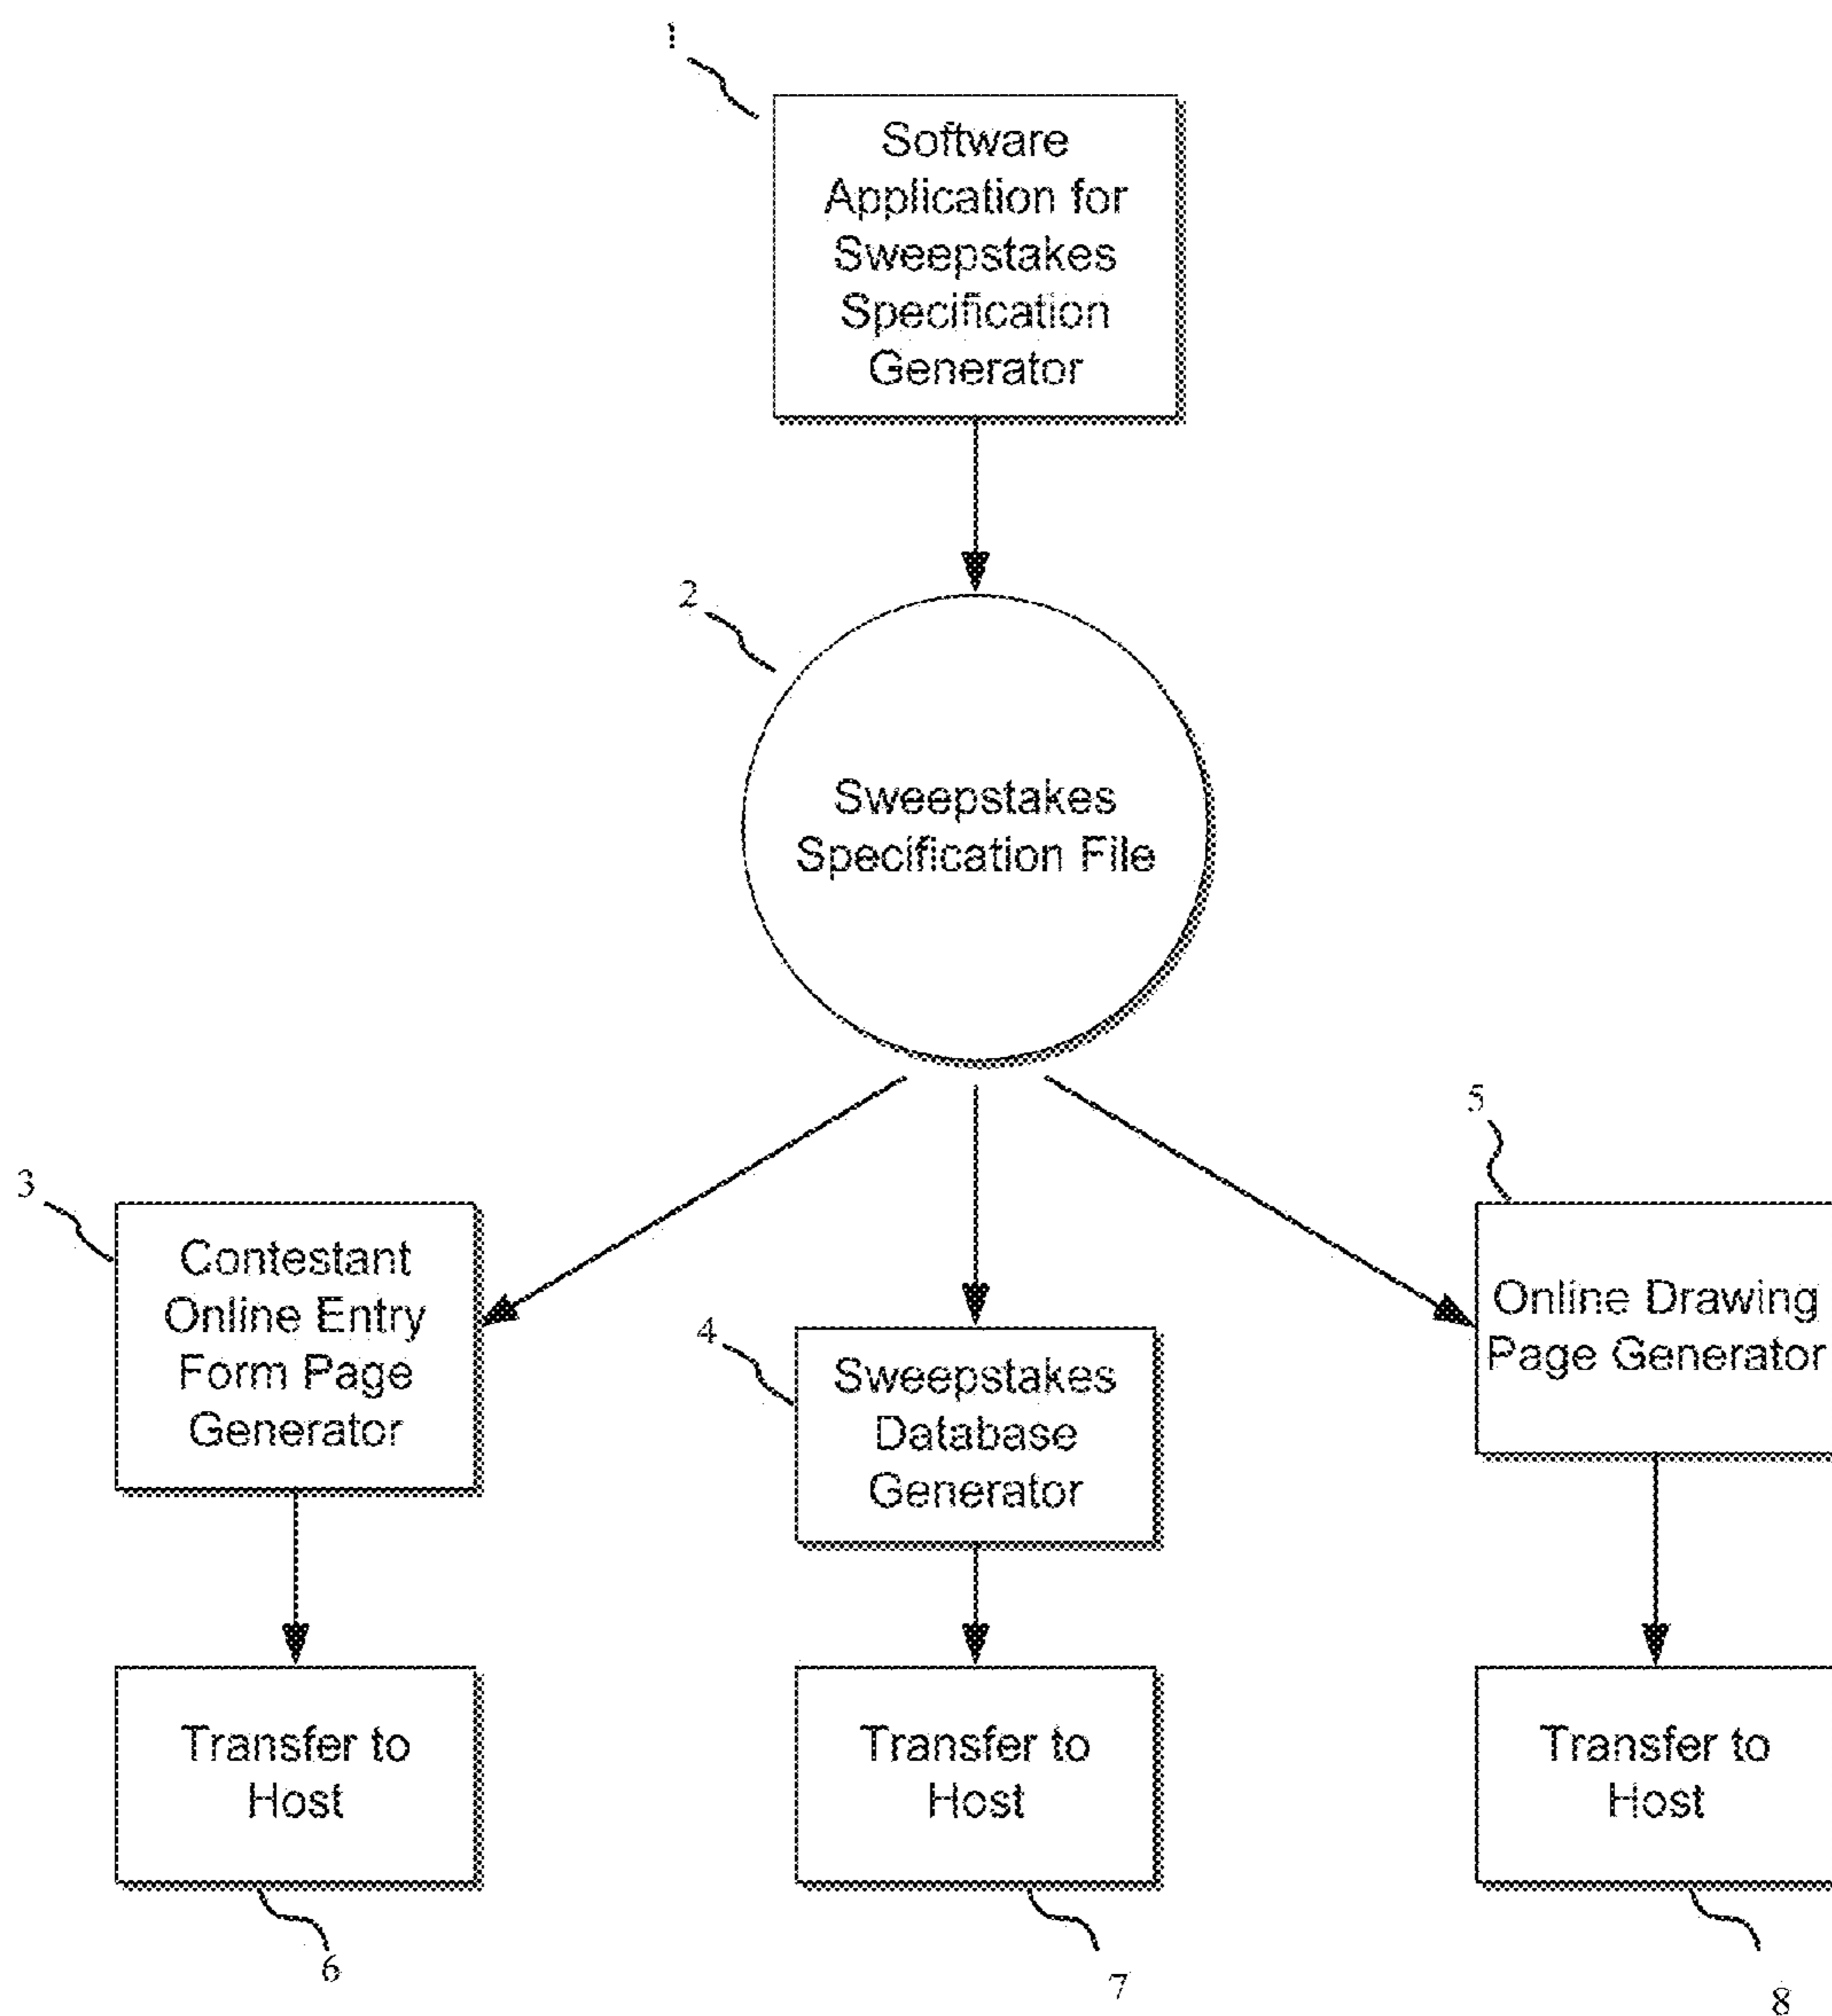 1
Software
Application for
Sweepstakes
Specification
Generator
2
Sweepstakes
Specification File
3
Contestant
Online Entry
Form Page
Generator
4
Sweepstakes
Database
Generator
5
Online Drawing
Page Generator
Transfer to
Host
6
Transfer to
Host
7
Transfer to
Host
8